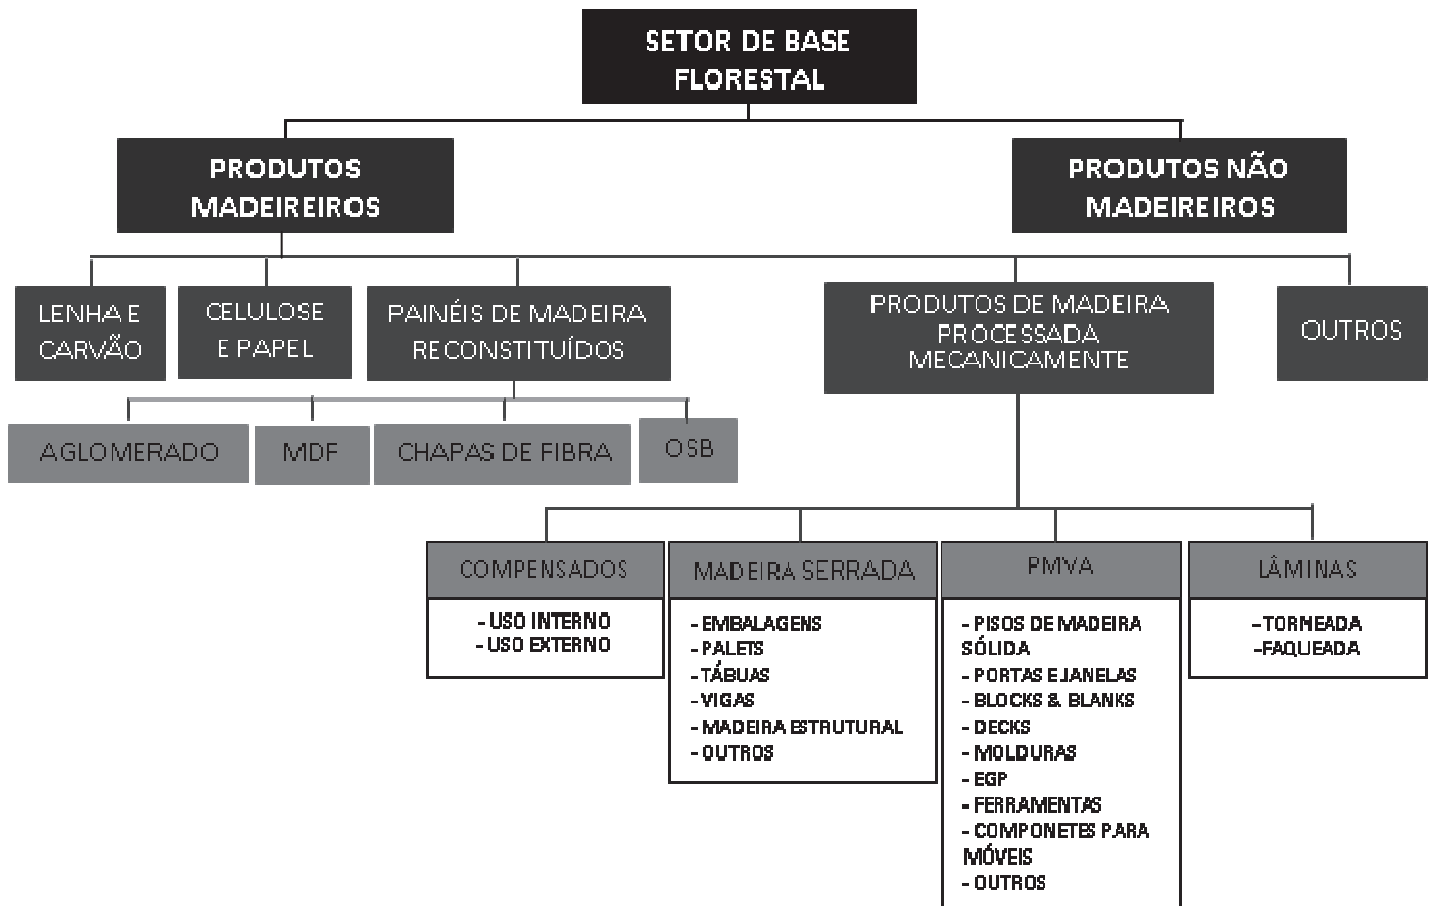 SETOR DE BASE
FLORESTAL
PRODUTOS
MADEIREIROS
PRODUTOS NÃO
MADEIREIROS
LENHA E
CARVÃO
CELULOSE
E PAPEL
PAINÉIS DE MADEIRA
RECONSTITUÍDOS
PRODUTOS DE MADEIRA
PROCESSADA
MECANICAMENTE
OUTROS
AGLOMERADO
MDF
CHAPAS DE FIBRA
OSB
COMPENSADOS
- USO INTERNO
- USO EXTERNO
MADEIRA SERRADA
- EMBALAGENS
- PALETS
- TÁBUAS
- VIGAS
- MADEIRA ESTRUTURAL
- OUTROS
PMVA
- PISOS DE MADEIRA
SÓLIDA
- PORTAS E JANELAS
- BLOCKS & BLANKS
- DECKS
- MOLDURAS
- EGP
- FERRAMENTAS
- COMPONETES PARA
MÓVEIS
- OUTROS
LÂMINAS
-TORNEADA
-FAQUEADA